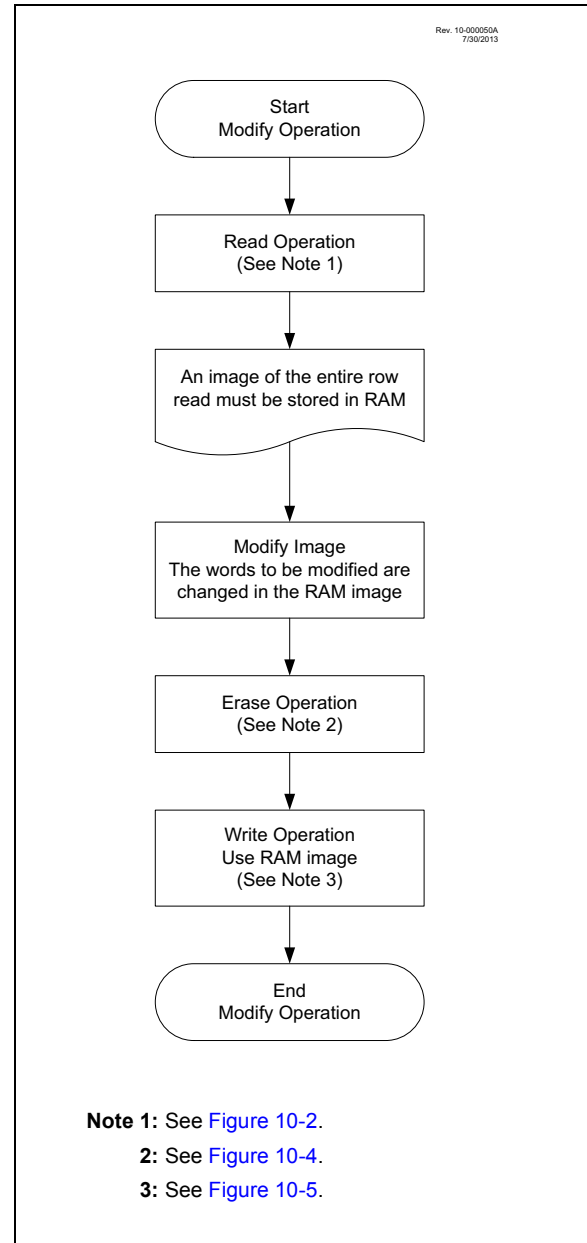 Rev. 10-000050A
7/30/2013
Start
Modify Operation
Read Operation
(See Note 1)
An image of the entire row
read must be stored in RAM
Modify Image
The words to be modified are
changed in the RAM image
Erase Operation
(See Note 2)
Write Operation
Use RAM image
(See Note 3)
End
Modify Operation
Note 1: See Figure 10-2.
2: See Figure 10-4.
3: See Figure 10-5.